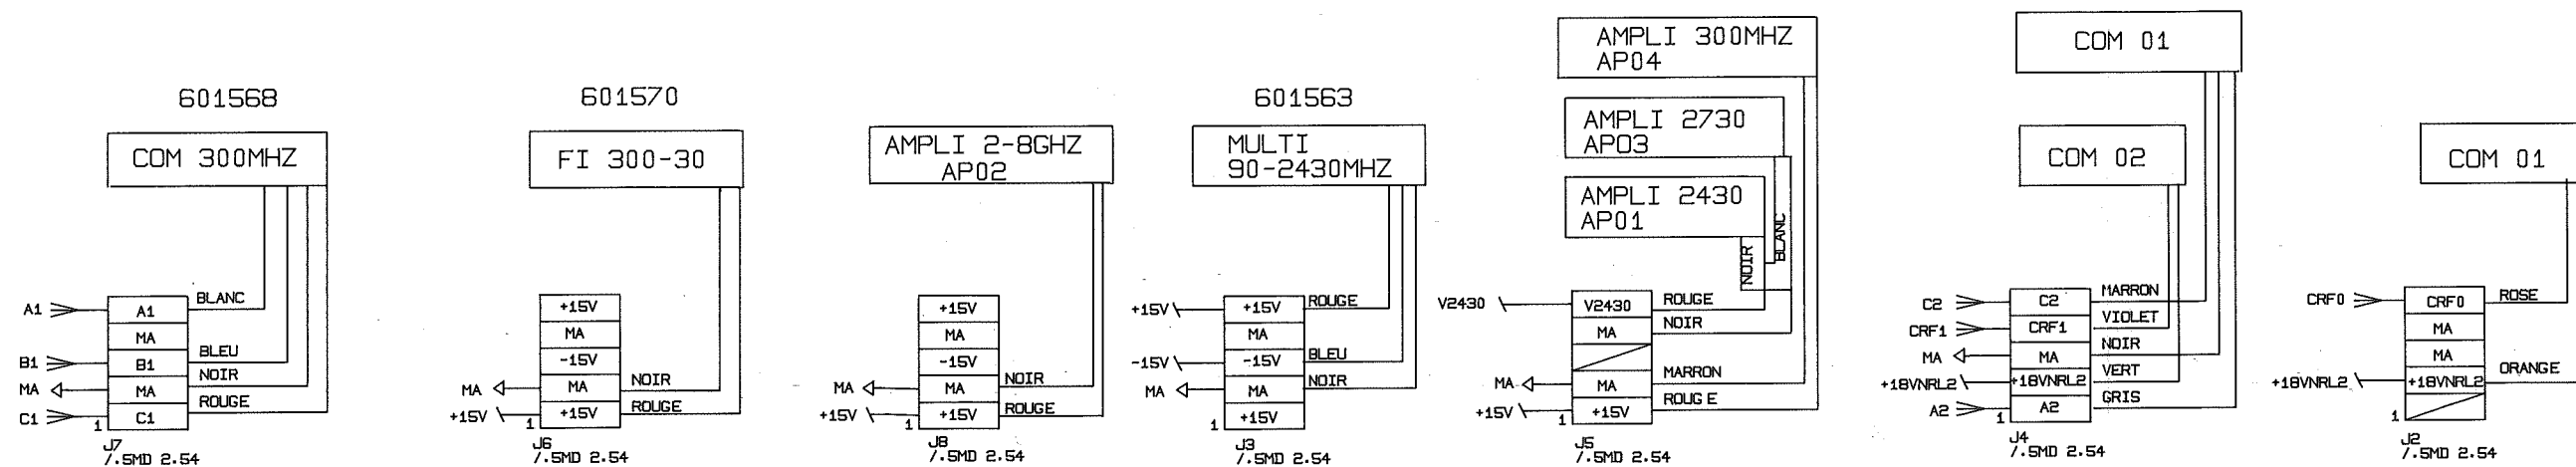 601568
COM 300MHZ
A1
A1
BLANC
MA
B1
B1
BLEU
MA
MA
NOIR
C1
C1
ROUGE
1
J7
/.5MD 2.54
601570
FI 300-30
+15V
MA
-15V
MA
MA
NOIR
+15V
+15V
ROUGE
1
J6
/.5MD 2.54
AMPLI 2-8GHZ
AP02
+15V
MA
-15V
MA
MA
NOIR
+15V
+15V
ROUGE
1
J8
/.5MD 2.54
601563
MULTI
90-2430MHZ
+15V
+15V
ROUGE
MA
-15V
-15V
BLEU
MA
MA
NOIR
+15V
1
J3
/.5MD 2.54
AMPLI 300MHZ
AP04
AMPLI 2730
AP03
AMPLI 2430
AP01
NOIR
BLANC
V2430
V2430
ROUGE
MA
NOIR
MA
MA
MARRON
+15V
+15V
ROUGE
1
J5
/.5MD 2.54
COM 01
COM 02
C2
C2
MARRON
CRF1
CRF1
VIOLET
MA
MA
NOIR
+18VNRL2
+18VNRL2
VERT
A2
A2
GRIS
1
J4
/.5MD 2.54
COM 01
CRF0
CRF0
ROSE
MA
MA
+18VNRL2
+18VNRL2
ORANGE
1
J2
/.5MD 2.54